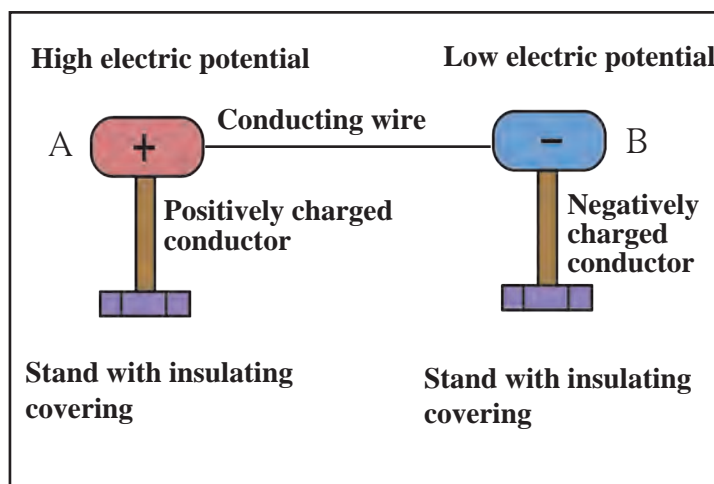 High electric potential
Low electric potential
Conducting wire
A
+
-
B
Positively charged
conductor
Negatively
charged
conductor
Stand with insulating
covering
Stand with insulating
covering